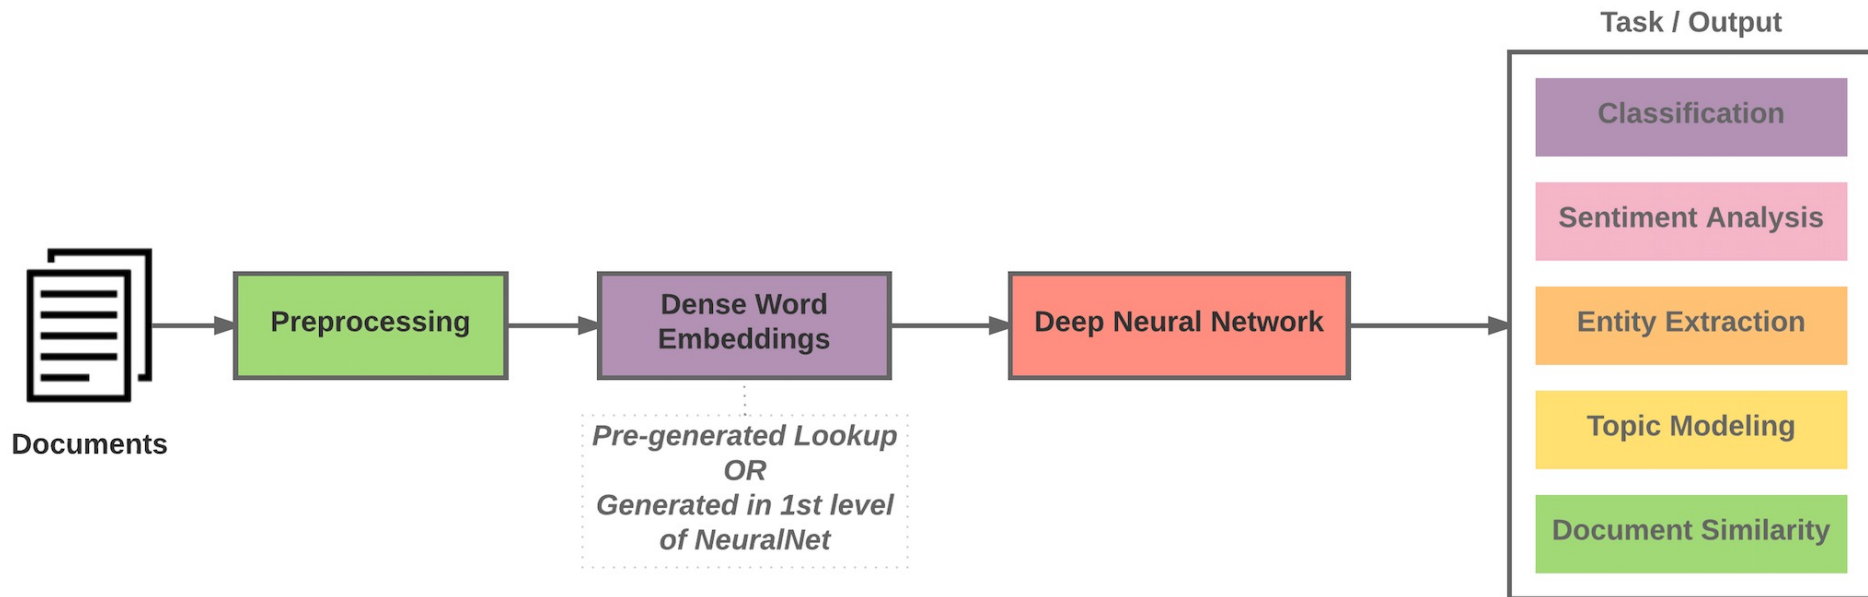 Task / Output
Classification
Sentiment Analysis
Entity Extraction
Topic Modeling
Document Similarity
Documents
Preprocessing
Dense Word
Embeddings
Deep Neural Network
Pre-generated Lookup
OR
Generated in 1st level
of NeuralNet